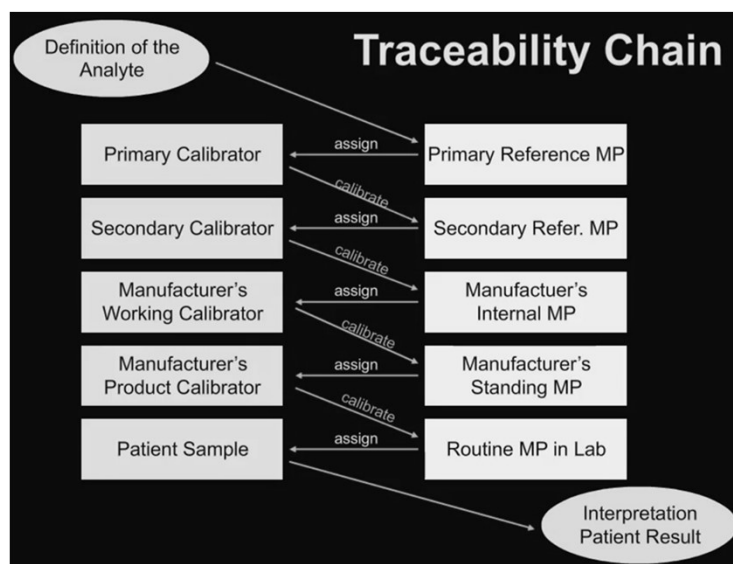 Definition of the
Analyte
Traceability Chain
Primary Calibrator
assign
Primary Reference MP
calibrate
Secondary Calibrator
assign
Secondary Refer. MP
calibrate
Manufacturer's
Working Calibrator
assign
Manufactuer's
Internal MP
calibrate
Manufacturer's
Product Calibrator
assign
Manufacturer's
Standing MP
calibrate
Patient Sample
assign
Routine MP in Lab
Interpretation
Patient Result